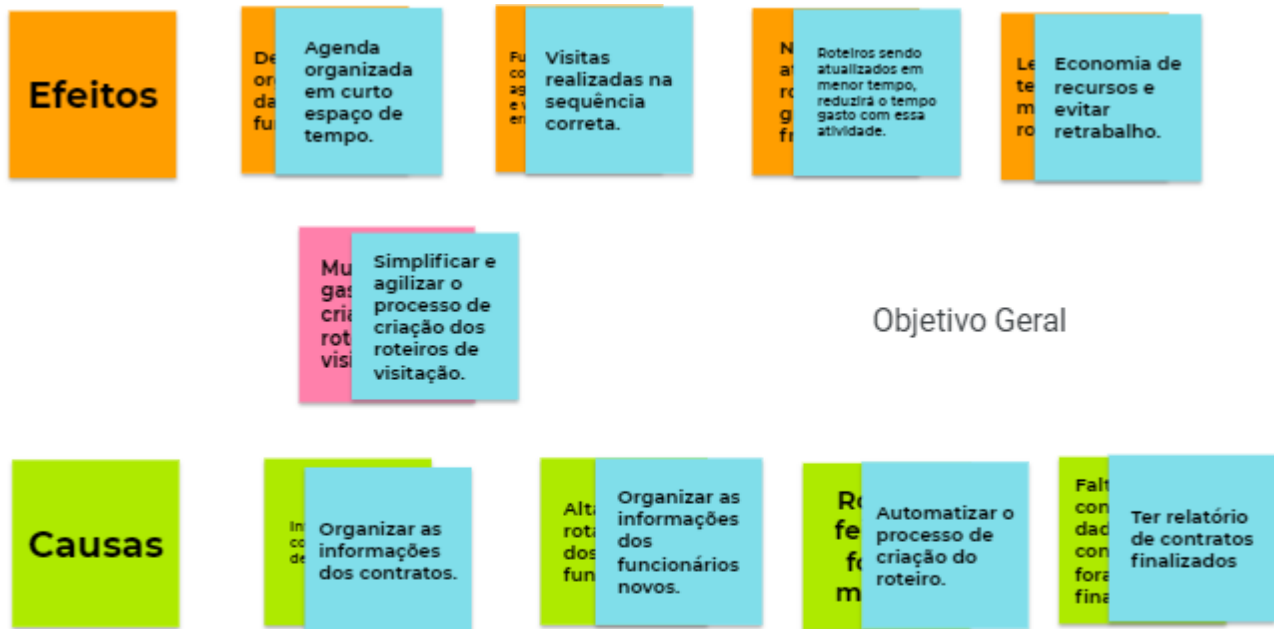 Efeitos
Agenda
organizada
em curto
espaço de
tempo.
Visitas
realizadas na
sequência
correta.
Roteiros sendo
atualizados em
menor tempo,
reduzirá o tempo
gasto com essa
atividade.
Economia de
recursos e
evitar
retrabalho.
Simplificar e
agilizar o
processo de
criação dos
roteiros de
visitação.
Objetivo Geral
Causas
Organizar as
informações
dos contratos.
Organizar as
informações
dos
funcionários
novos.
Automatizar o
processo de
criação do
roteiro.
Ter relatório
de contratos
finalizados